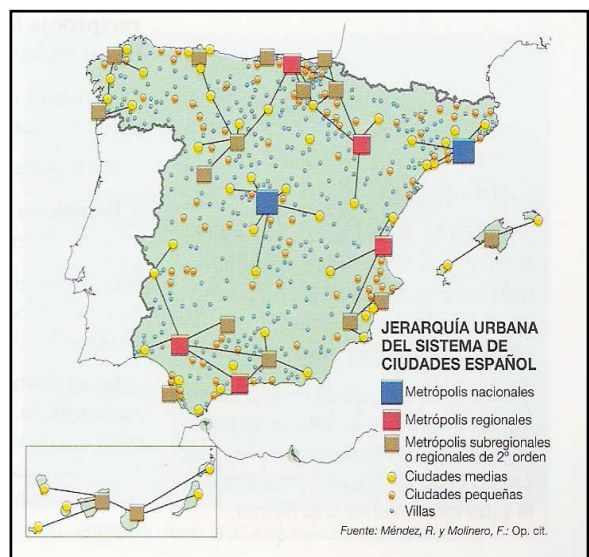 JERARQUÍA URBANA
DEL SISTEMA DE
CIUDADES ESPAÑOL
Metrópolis nacionales
Metrópolis regionales
Metrópolis subregionales
o regionales de 2º orden
Ciudades medias
Ciudades pequeñas
Villas
Fuente: Méndez, R. y Molinero, F.: Op. cit.